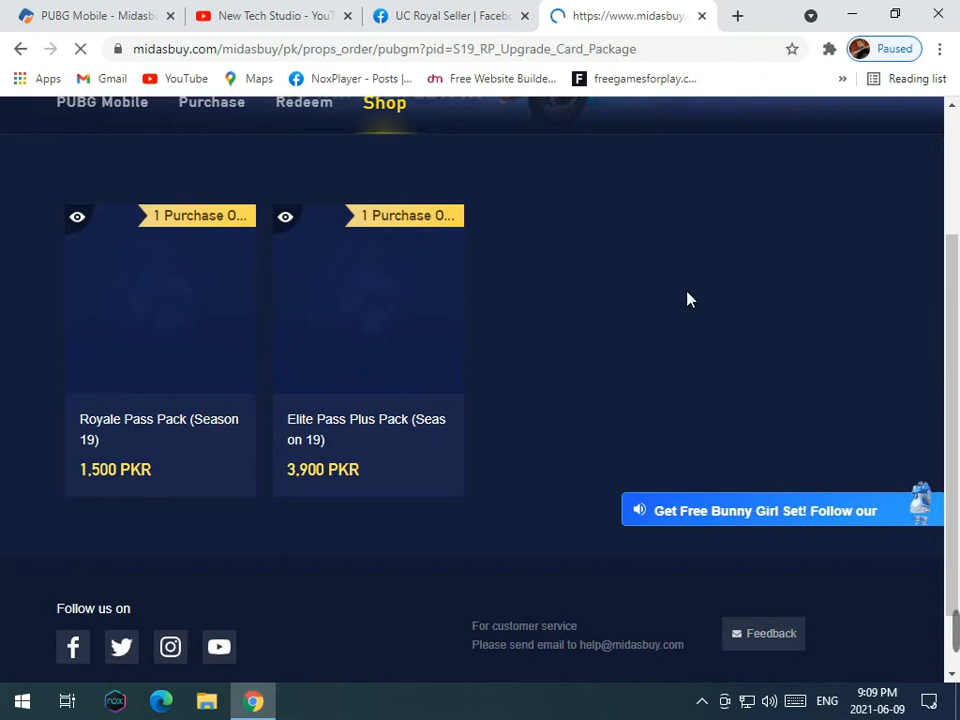 PUBG Mobile - Midasb
New Tech Studio - YouT
UC Royal Seller | Faceb
https://www.midasbuy.
midasbuy.com/midasbuy/pk/props_order/pubgm?pid=S19_RP_Upgrade_Card_Package
Paused
Apps
Gmail
YouTube
Maps
NoxPlayer - Posts |...
Free Website Builde...
freegamesforplay.c...
Reading list
PUBG Mobile
Purchase
Redeem
Shop
1 Purchase O...
1 Purchase O...
Royale Pass Pack (Season
19)
1,500 PKR
Elite Pass Plus Pack (Seas
on 19)
3,900 PKR
Get Free Bunny Girl Set! Follow our
Follow us on
For customer service
Please send email to help@midasbuy.com
Feedback
nox
ENG
9:09 PM
2021-06-09